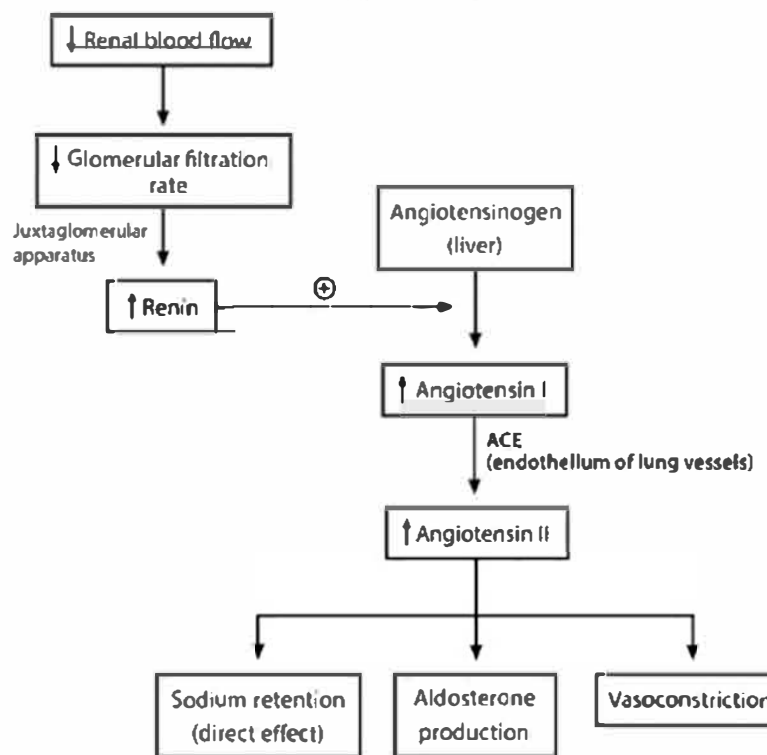 ↓ Renal blood flow
↓ Glomerular filtration
rate
Juxtaglomerular
apparatus
↑ Renin
⊕
Angiotensinogen
(liver)
↑ Angiotensin I
ACE
(endothellum of lung vessels)
↑ Angiotensin II
Sodium retention
(direct effect)
Aldosterone
production
Vasoconstriction